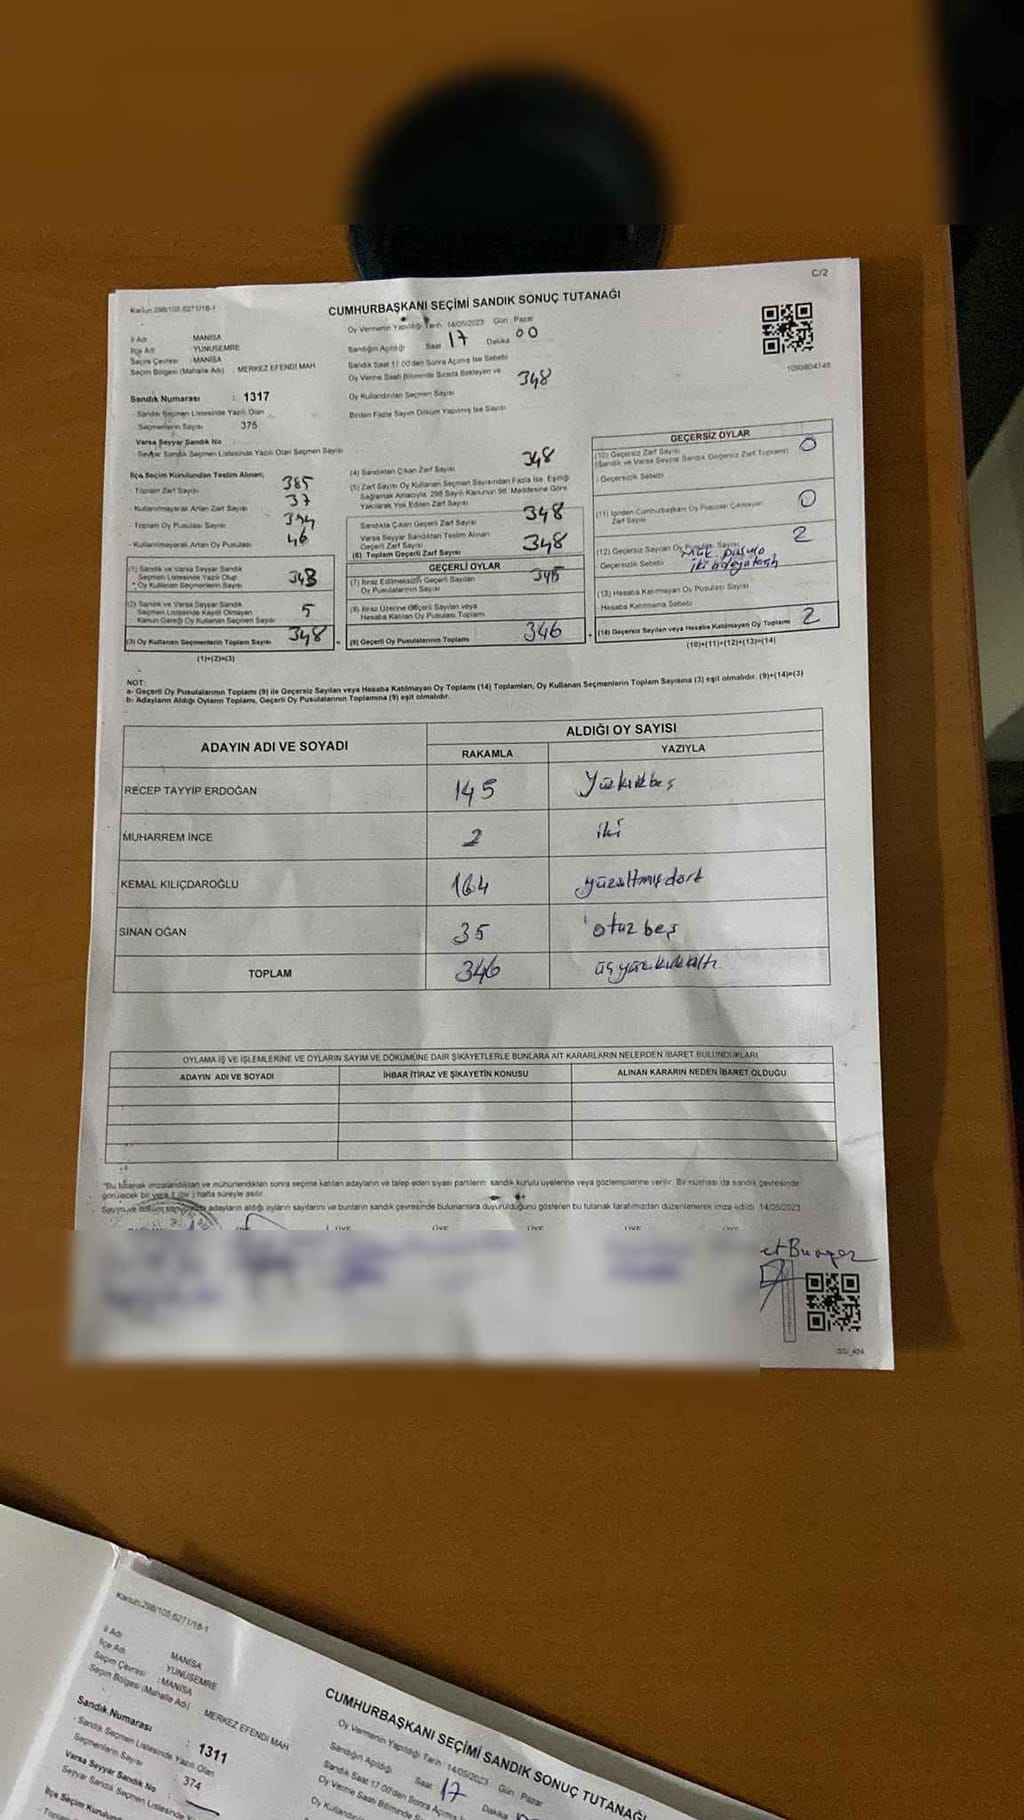 C/2
Kanun:298/105,6271/18-1
CUMHURBAŞKANI SEÇİMİ SANDIK SONUÇ TUTANAĞI
Oy Vermenin Yapıldığı Tarih 14/05/2023 Gün : Pazar
İl Adı MANİSA
İlçe Adı YUNUSEMRE
Seçim Çevresi : MANİSA
Seçim Bölgesi (Mahalle Adı) : MERKEZ EFENDİ MAH
Sandığın Açıldığı Saat 17 Dakika 00
Sandık Saat 17 00'den Sonra Açılmış İse Sebebi
Oy Verme Saati Bitiminde Sırada Bekleyen ve
Oy Kullandırılan Seçmen Sayısı 348
Birden Fazla Sayım Döküm Yapılmış İse Sayısı
Sandık Numarası : 1317
- Sandık Seçmen Listesinde Yazılı Olan
Seçmenlerin Sayısı 375
Varsa Seyyar Sandık No
- Seyyar Sandık Seçmen Listesinde Yazılı Olan Seçmen Sayısı
İlçe Seçim Kurulundan Teslim Alınan;
- Toplam Zarf Sayısı 385
- Kullanılmayarak Artan Zarf Sayısı 37
- Toplam Oy Pusulası Sayısı
- Kullanılmayarak Artan Oy Pusulası 46
(1) Sandık ve Varsa Seyyar Sandık
Seçmen Listesinde Yazılı Olup
Oy Kullanan Seçmenlerin Sayısı 343
(2) Sandık ve Varsa Seyyar Sandık
Seçmen Listesinde Kayıtlı Olmayan
Kanun Gereği Oy Kullanan Seçmen Sayısı 5
(3) Oy Kullanan Seçmenlerin Toplam Sayısı 348
(1)+(2)=(3)
(4) Sandıktan Çıkan Zarf Sayısı 348
(5) Zarf Sayısı Oy Kullanan Seçmen Sayısından Fazla İse, Eşitliği
Sağlamak Amacıyla 298 Sayılı Kanunun 98. Maddesine Göre
Yakılarak Yok Edilen Zarf Sayısı
Sandıkta Çıkan Geçerli Zarf Sayısı 348
Varsa Seyyar Sandıktan Teslim Alınan
Geçerli Zarf Sayısı
(6) Toplam Geçerli Zarf Sayısı 348
GEÇERLİ OYLAR
(7) İtiraz Edilmeksizin Geçerli Sayılan
Oy Pusulalarının Sayısı
(8) İtiraz Üzerine Geçerli Sayılan veya
Hesaba Katılan Oy Pusulası Toplamı
(9) Geçerli Oy Pusulalarının Toplamı 346
1093804748
GEÇERSİZ OYLAR
(10) Geçersiz Zarf Sayısı 0
(Sandık ve Varsa Seyyar Sandık Geçersiz Zarf Toplamı)
Geçersizlik Sebebi
(11) İçinden Cumhurbaşkanı Oy Pusulası Çıkmayan
Zarf Sayısı 0
(12) Geçersiz Sayılan Oy Pusulası Sayısı 2
Geçersizlik Sebebi pusula
iki adaya
(13) Hesaba Katılmayan Oy Pusulası Sayısı
Hesaba Katılmama Sebebi
(14) Geçersiz Sayılan veya Hesaba Katılmayan Oy Toplamı 2
(10)+(11)+(12)+(13)=(14)
NOT:
a- Geçerli Oy Pusulalarının Toplamı (9) ile Geçersiz Sayılan veya Hesaba Katılmayan Oy Toplamı (14) Toplamları, Oy Kullanan Seçmenlerin Toplam Sayısına (3) eşit olmalıdır. (9)+(14)=(3)
b- Adayların Aldığı Oyların Toplamı, Geçerli Oy Pusulalarının Toplamına (9) eşit olmalıdır.
ADAYIN ADI VE SOYADI ALDIĞI OY SAYISI
RAKAMLA YAZIYLA
RECEP TAYYİP ERDOĞAN 145 Yüzkırkbeş
MUHARREM İNCE 2 iki
KEMAL KILIÇDAROĞLU 164 yüzaltmışdört
SİNAN OĞAN 35 otuzbeş
TOPLAM 346 üçyüzkırkaltı
OYLAMA İŞ VE İŞLEMLERİNE VE OYLARIN SAYIM VE DÖKÜMÜNE DAİR ŞİKAYETLERLE BUNLARA AİT KARARLARIN NELERDEN İBARET BULUNDUKLARI
ADAYIN ADI VE SOYADI İHBAR İTİRAZ VE ŞİKAYETİN KONUSU ALINAN KARARIN NEDEN İBARET OLDUĞU
*Bu tutanak imzalandıktan ve mühürlendikten sonra seçime katılan adayların ve talep eden siyasi partilerin sandık kurulu üyelerine veya gözlemcilerine verilir. Bir nüshası da sandık çevresinde
görülecek bir yere 1 (bir) hafta süreyle asılır.
Sayım ve döküm sonucunda adayların aldığı oyların sayılarını ve bunların sandık çevresinde bulunanlara duyurulduğunu gösteren bu tutanak tarafımızdan düzenlenerek imza edildi. 14/05/2023
ÜYE ÜYE ÜYE ÜYE
et Burger
Kanun:298/105,6271/18-1
İl Adı MANİSA
İlçe Adı YUNUSEMRE
Seçim Çevresi : MANİSA
Seçim Bölgesi (Mahalle Adı) : MERKEZ EFENDİ MAH
CUMHURBAŞKANI SEÇİMİ SANDIK SONUÇ TUTANAĞI
Oy Vermenin Yapıldığı Tarih : 14/05/2023 Gün : Pazar
Sandığın Açıldığı Saat 17 Dakika
Sandık Saat 17 00'den Sonra Açılmış
Oy Verme Saati Bitiminde
Oy Kullandırılan
Sandık Numarası : 1311
- Sandık Seçmen Listesinde Yazılı Olan
Seçmenlerin Sayısı 374
Varsa Seyyar Sandık No
- Seyyar Sandık Seçmen Listesinde
İlçe Seçim